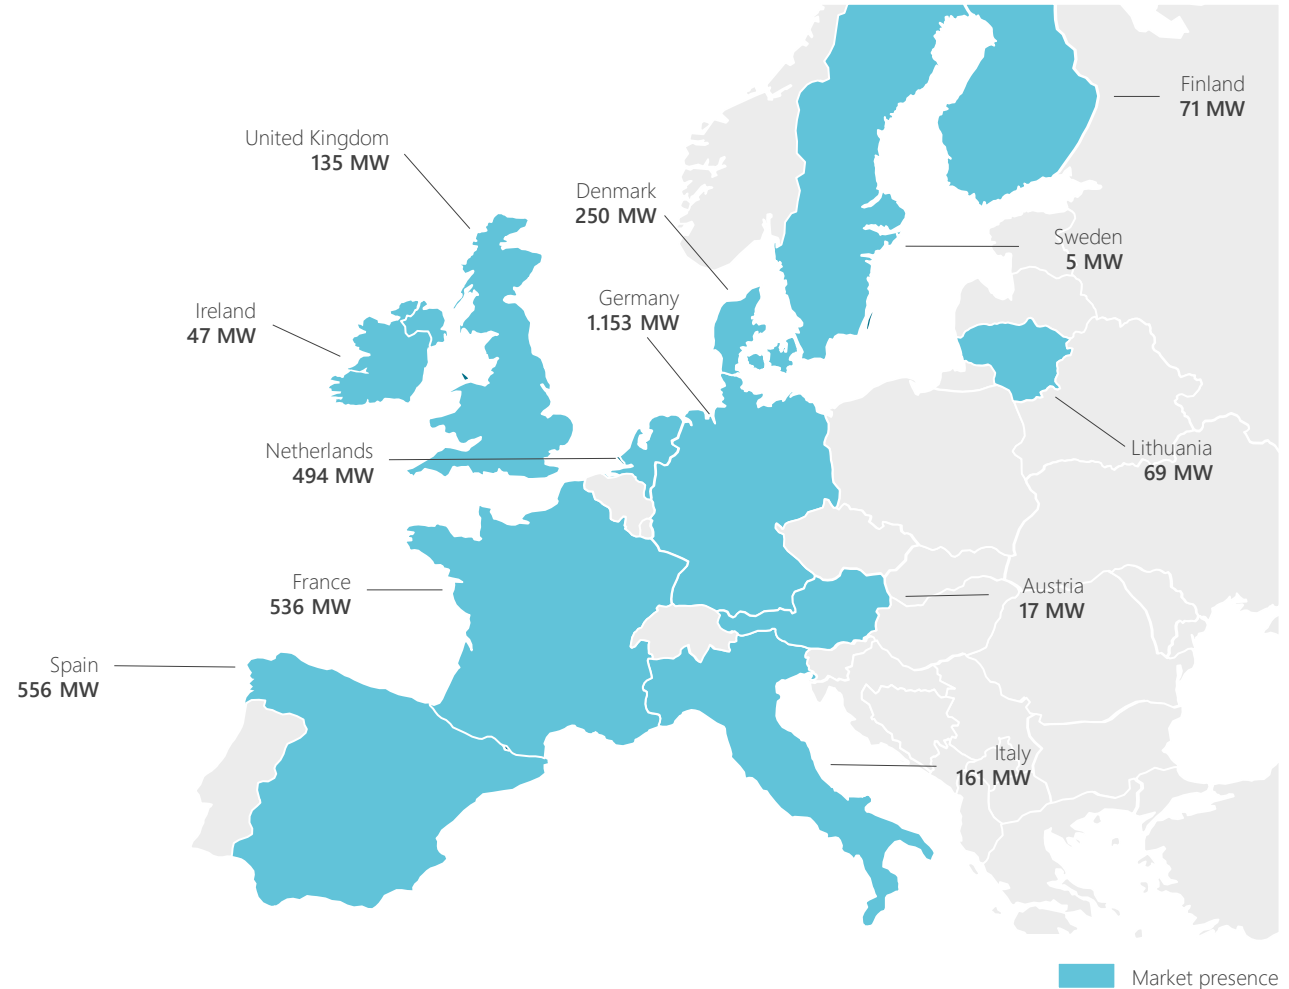 Finland
71 MW
United Kingdom
135 MW
Denmark
250 MW
Sweden
5 MW
Germany
1.153 MW
Ireland
47 MW
Netherlands
494 MW
Lithuania
69 MW
France
536 MW
Austria
17 MW
Spain
556 MW
Italy
161 MW
Market presence